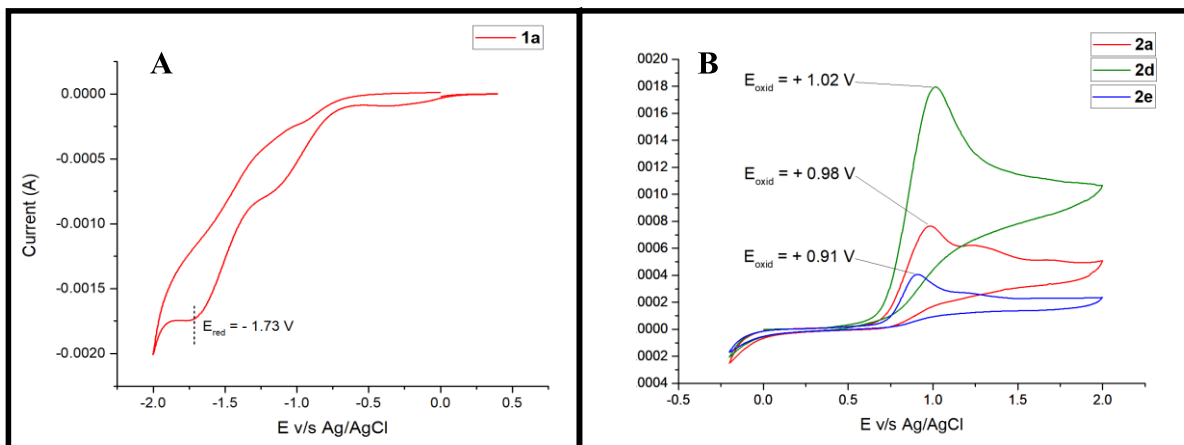 A
1a
0.0000
-0.0005
-0.0010
-0.0015
-0.0020
Current (A)
E_red = - 1.73 V
-2.0 -1.5 -1.0 -0.5 0.0 0.5
E v/s Ag/AgCl
B
2a
2d
2e
0020
0018
0016
0014
0012
0010
0008
0006
0004
0002
0000
0002
0004
E_oxid = + 1.02 V
E_oxid = + 0.98 V
E_oxid = + 0.91 V
-0.5 0.0 0.5 1.0 1.5 2.0
E v/s Ag/AgCl